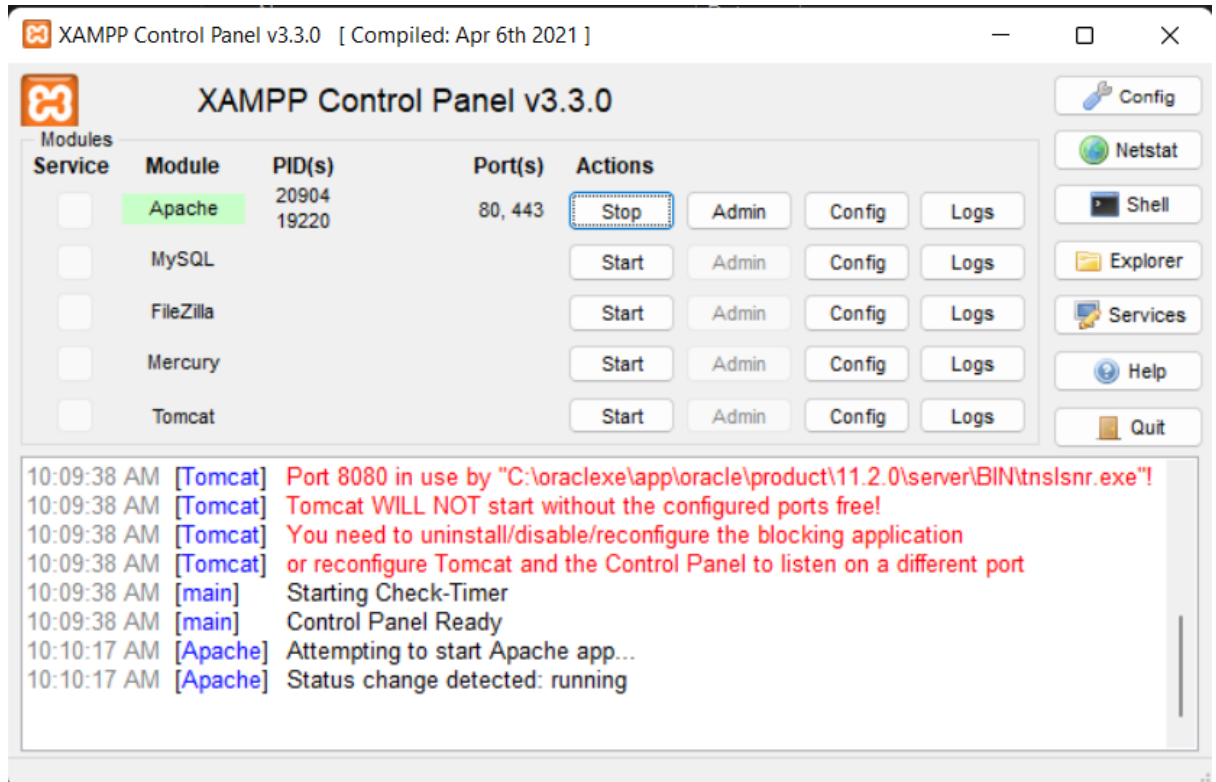 XAMPP Control Panel v3.3.0 [ Compiled: Apr 6th 2021 ]
XAMPP Control Panel v3.3.0
Config
Modules
Netstat
Service Module PID(s) Port(s) Actions
Apache 20904 80, 443 Stop Admin Config Logs
19220
Shell
MySQL Start Admin Config Logs
Explorer
FileZilla Start Admin Config Logs
Services
Mercury Start Admin Config Logs
Help
Tomcat Start Admin Config Logs
Quit
10:09:38 AM [Tomcat] Port 8080 in use by "C:\oraclexe\app\oracle\product\11.2.0\server\BIN\tnslsnr.exe"!
10:09:38 AM [Tomcat] Tomcat WILL NOT start without the configured ports free!
10:09:38 AM [Tomcat] You need to uninstall/disable/reconfigure the blocking application
10:09:38 AM [Tomcat] or reconfigure Tomcat and the Control Panel to listen on a different port
10:09:38 AM [main] Starting Check-Timer
10:09:38 AM [main] Control Panel Ready
10:10:17 AM [Apache] Attempting to start Apache app...
10:10:17 AM [Apache] Status change detected: running